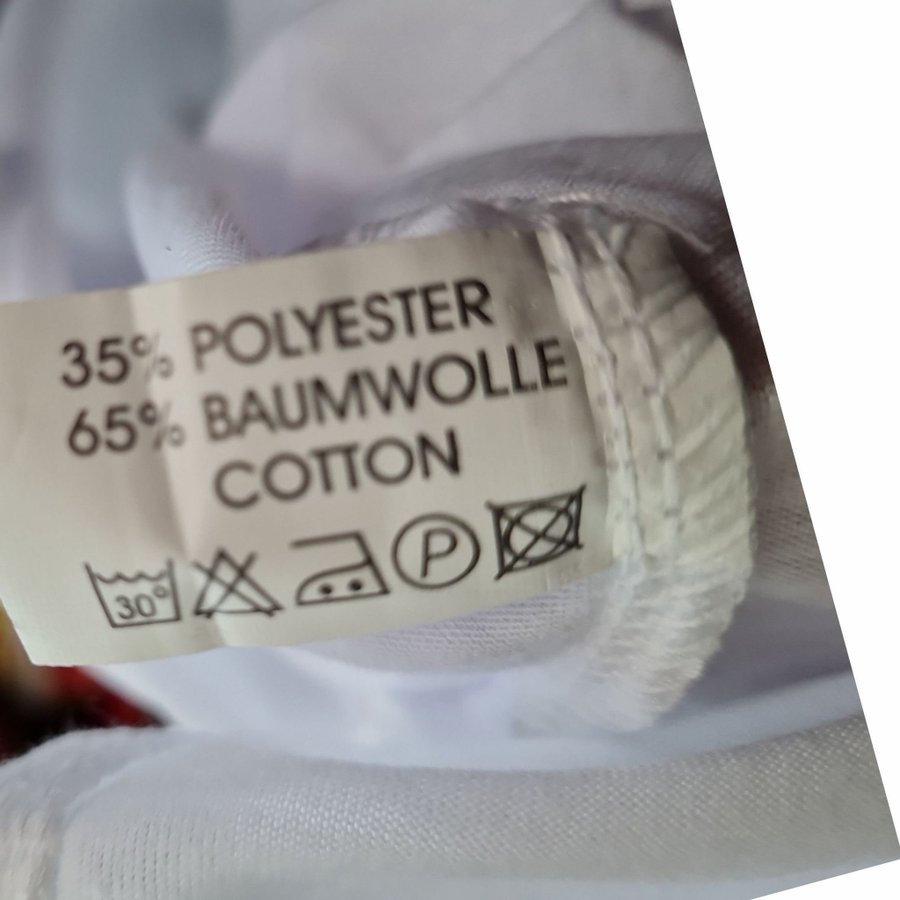 35% POLYESTER
65% BAUMWOLLE
COTTON
30° P